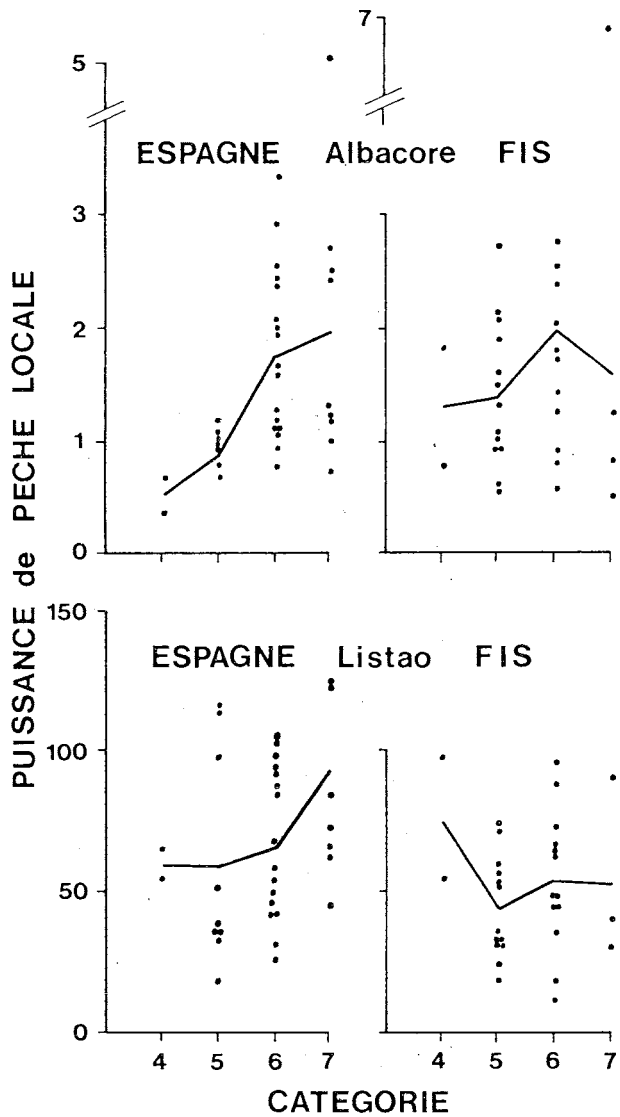 7
5
ESPAGNE Albacore FIS
3
2
1
0
PUISSANCE de PECHE LOCALE
150
ESPAGNE Listao FIS
100
50
0
4 5 6 7 4 5 6 7
CATEGORIE